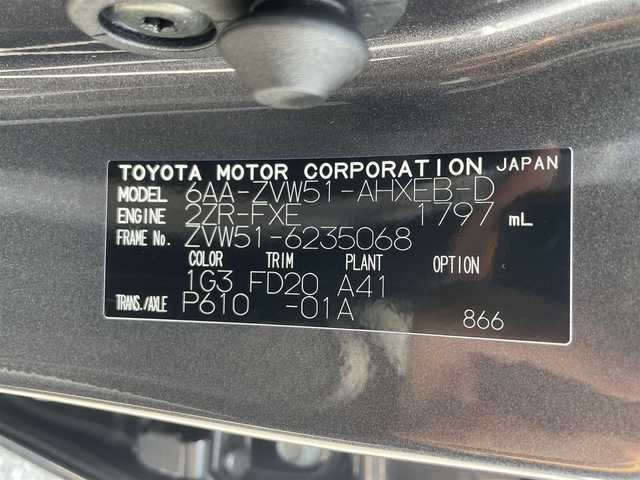 TOYOTA MOTOR CORPORATION JAPAN
MODEL 6AA-ZVW51-AHXEB-D
ENGINE 2ZR-FXE 1797 mL
FRAME No. ZVW51-6235068
COLOR TRIM PLANT OPTION
1G3 FD20 A41
TRANS./AXLE P610 -01A
866